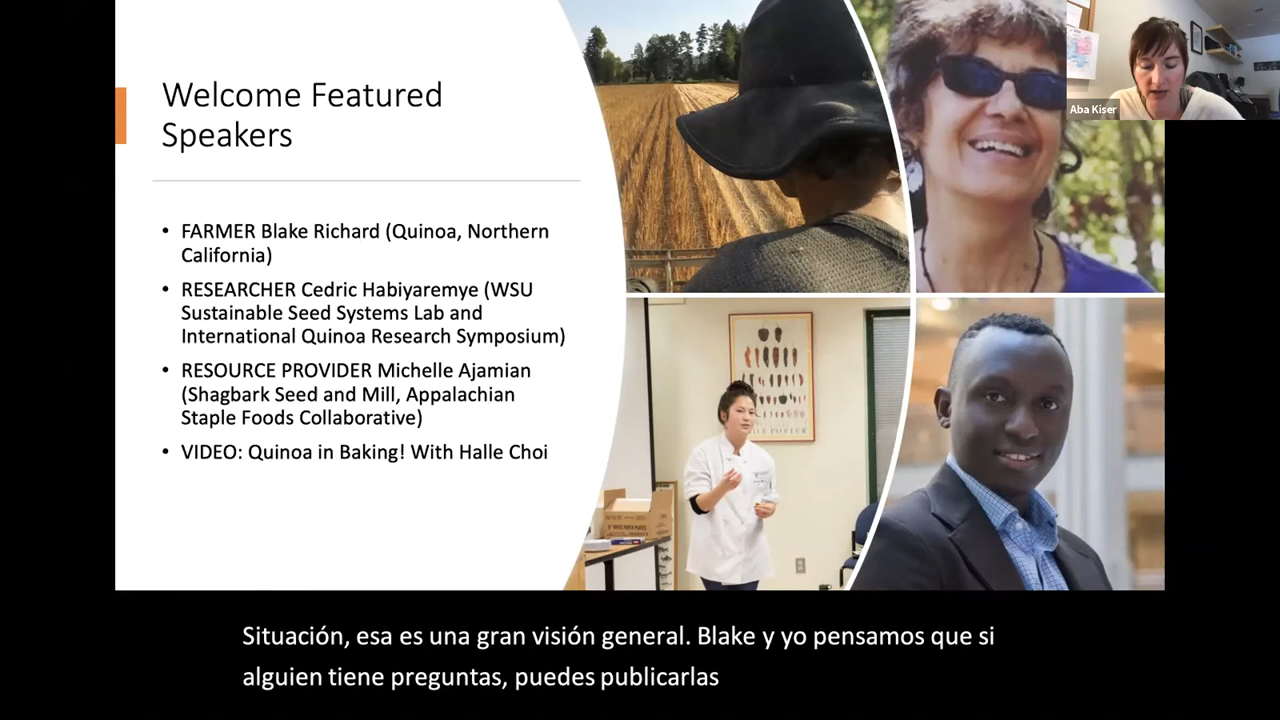 Welcome Featured
Speakers
• FARMER Blake Richard (Quinoa, Northern
California)
• RESEARCHER Cedric Habiyaremye (WSU
Sustainable Seed Systems Lab and
International Quinoa Research Symposium)
• RESOURCE PROVIDER Michelle Ajamian
(Shagbark Seed and Mill, Appalachian
Staple Foods Collaborative)
• VIDEO: Quinoa in Baking! With Halle Choi
Aba Kiser
Situación, esa es una gran visión general. Blake y yo pensamos que si
alguien tiene preguntas, puedes publicarlas